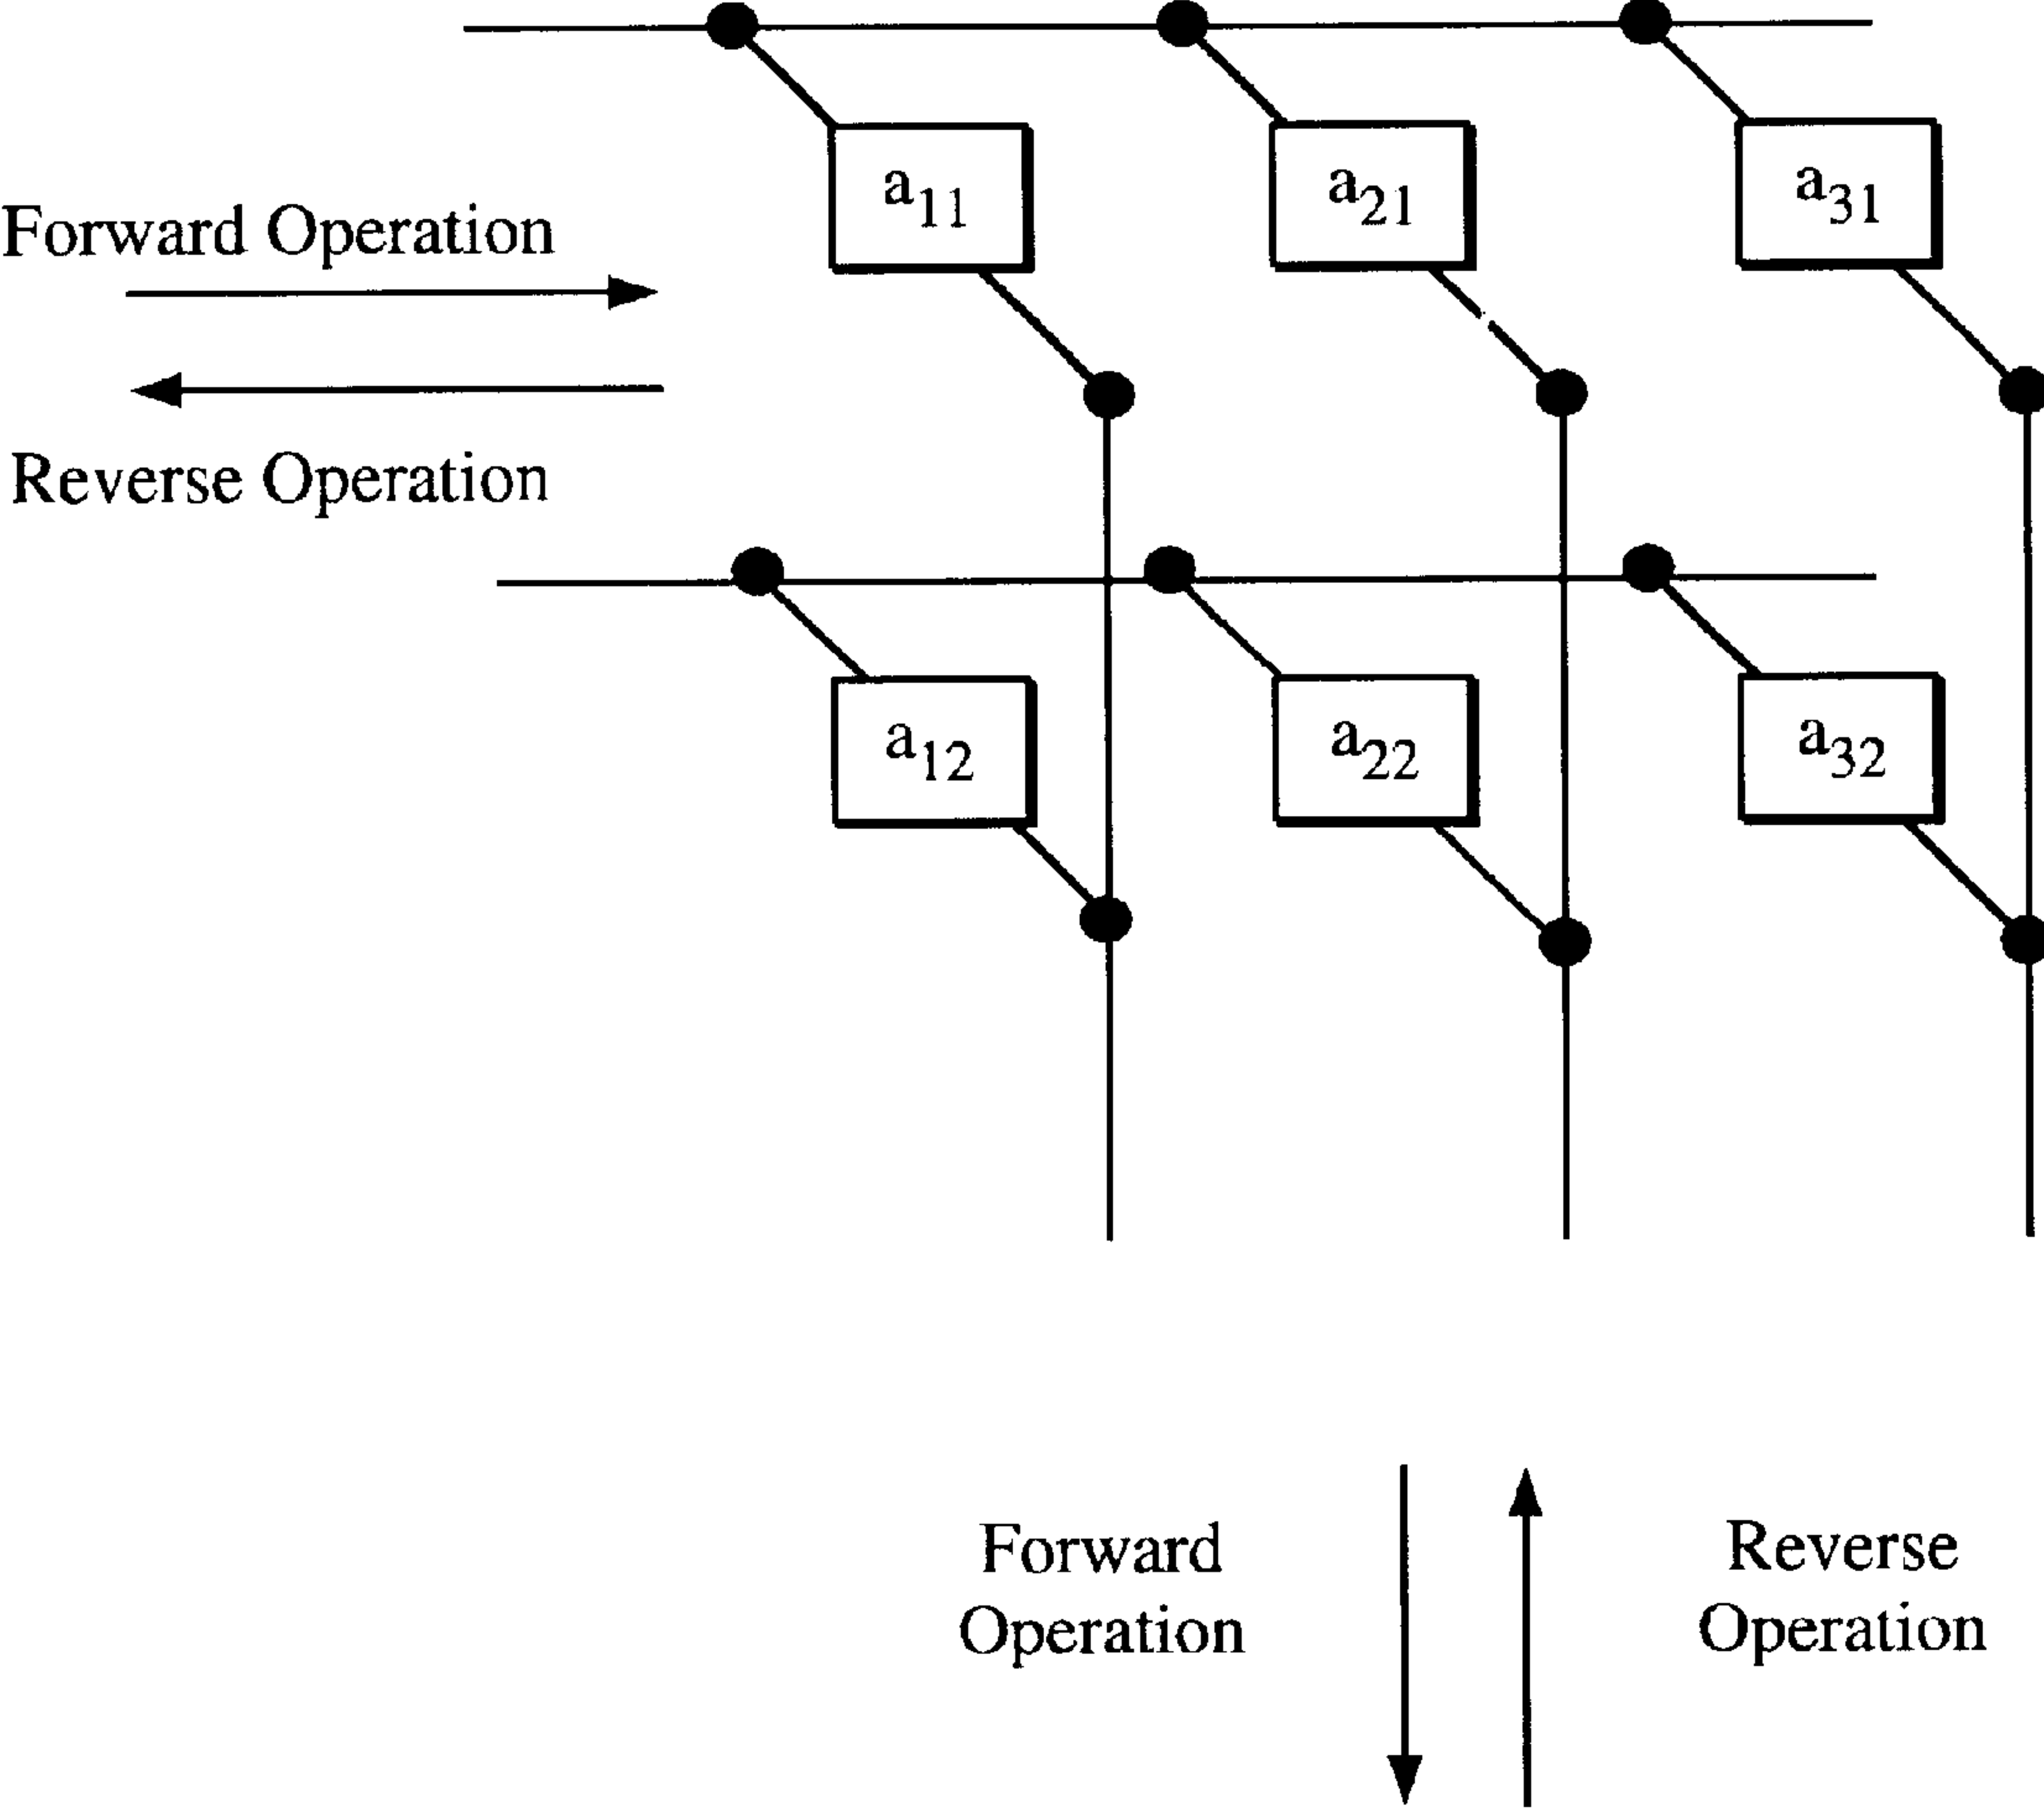 a11 a21 a31
Forward Operation
Reverse Operation
a12 a22 a32
Forward
Operation
Reverse
Operation